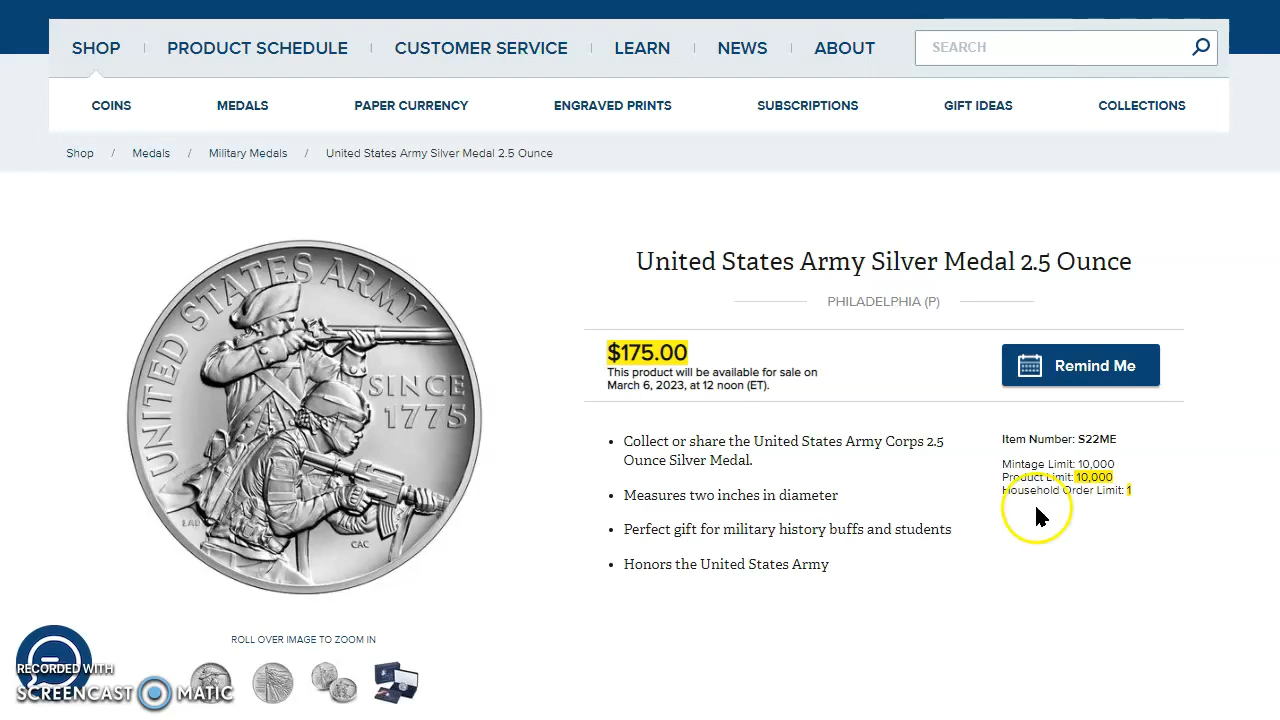 SHOP
PRODUCT SCHEDULE
CUSTOMER SERVICE
LEARN
NEWS
ABOUT
SEARCH
COINS
MEDALS
PAPER CURRENCY
ENGRAVED PRINTS
SUBSCRIPTIONS
GIFT IDEAS
COLLECTIONS
Shop / Medals / Military Medals / United States Army Silver Medal 2.5 Ounce
UNITED STATES ARMY
SINCE
1775
EAD
CAC
ROLL OVER IMAGE TO ZOOM IN
United States Army Silver Medal 2.5 Ounce
PHILADELPHIA (P)
$175.00
This product will be available for sale on
March 6, 2023, at 12 noon (ET).
Remind Me
• Collect or share the United States Army Corps 2.5
Ounce Silver Medal.
• Measures two inches in diameter
• Perfect gift for military history buffs and students
• Honors the United States Army
Item Number: S22ME
Mintage Limit: 10,000
Product Limit: 10,000
Household Order Limit: 1
RECORDED WITH
SCREENCAST MATIC